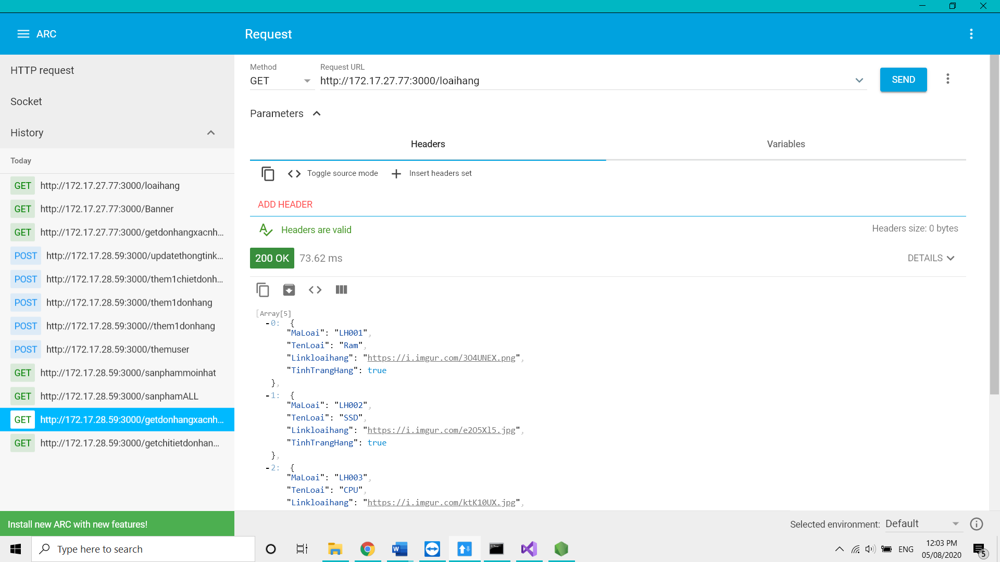 ARC
Request
HTTP request
Socket
History
Today
GET http://172.17.27.77:3000/loaihang
GET http://172.17.27.77:3000/Banner
GET http://172.17.27.77:3000/getdonhangxacnh...
POST http://172.17.28.59:3000/updatethongtink...
POST http://172.17.28.59:3000/them1chietdonh...
POST http://172.17.28.59:3000/them1donhang
POST http://172.17.28.59:3000//them1donhang
POST http://172.17.28.59:3000/themuser
GET http://172.17.28.59:3000/sanphammoinhat
GET http://172.17.28.59:3000/sanphamALL
GET http://172.17.28.59:3000/getdonhangxacnh...
GET http://172.17.28.59:3000/getchitietdonhan...
Install new ARC with new features!
Method
GET
Request URL
http://172.17.27.77:3000/loaihang
SEND
Parameters
Headers
Variables
Toggle source mode
Insert headers set
ADD HEADER
Headers are valid
Headers size: 0 bytes
200 OK 73.62 ms
DETAILS
[Array[5]
-0: {
"MaLoai": "LH001",
"TenLoai": "Ram",
"Linkloaihang": "https://i.imgur.com/3O4UNEX.png",
"TinhTrangHang": true
},
-1: {
"MaLoai": "LH002",
"TenLoai": "SSD",
"Linkloaihang": "https://i.imgur.com/e2O5Xl5.jpg",
"TinhTrangHang": true
},
-2: {
"MaLoai": "LH003",
"TenLoai": "CPU",
"Linkloaihang": "https://i.imgur.com/ktK10UX.jpg",
Selected environment: Default
Type here to search
ENG
12:03 PM
05/08/2020
5